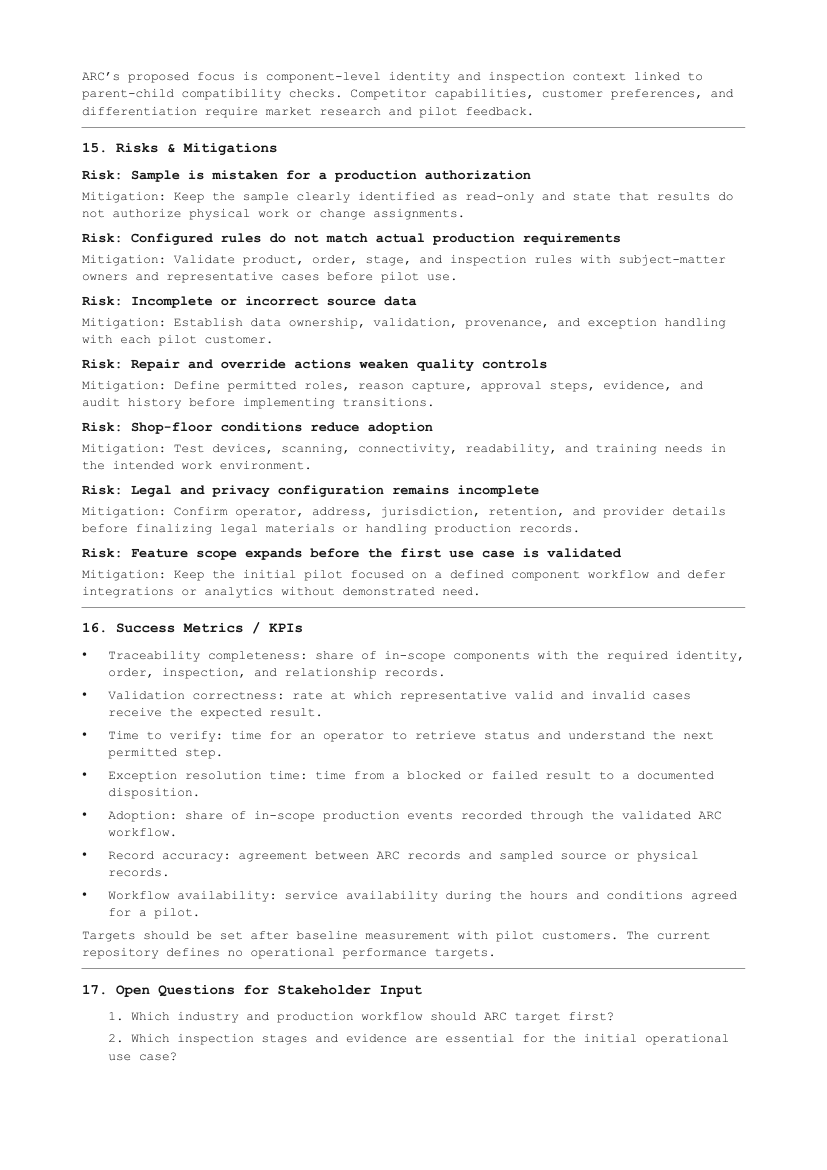 ARC’s proposed focus is component-level identity and inspection context linked to
parent-child compatibility checks. Competitor capabilities, customer preferences, and
differentiation require market research and pilot feedback.
15. Risks & Mitigations
Risk: Sample is mistaken for a production authorization
Mitigation: Keep the sample clearly identified as read-only and state that results do
not authorize physical work or change assignments.
Risk: Configured rules do not match actual production requirements
Mitigation: Validate product, order, stage, and inspection rules with subject-matter
owners and representative cases before pilot use.
Risk: Incomplete or incorrect source data
Mitigation: Establish data ownership, validation, provenance, and exception handling
with each pilot customer.
Risk: Repair and override actions weaken quality controls
Mitigation: Define permitted roles, reason capture, approval steps, evidence, and
audit history before implementing transitions.
Risk: Shop-floor conditions reduce adoption
Mitigation: Test devices, scanning, connectivity, readability, and training needs in
the intended work environment.
Risk: Legal and privacy configuration remains incomplete
Mitigation: Confirm operator, address, jurisdiction, retention, and provider details
before finalizing legal materials or handling production records.
Risk: Feature scope expands before the first use case is validated
Mitigation: Keep the initial pilot focused on a defined component workflow and defer
integrations or analytics without demonstrated need.
16. Success Metrics / KPIs
• Traceability completeness: share of in-scope components with the required identity,
order, inspection, and relationship records.
• Validation correctness: rate at which representative valid and invalid cases
receive the expected result.
• Time to verify: time for an operator to retrieve status and understand the next
permitted step.
• Exception resolution time: time from a blocked or failed result to a documented
disposition.
• Adoption: share of in-scope production events recorded through the validated ARC
workflow.
• Record accuracy: agreement between ARC records and sampled source or physical
records.
• Workflow availability: service availability during the hours and conditions agreed
for a pilot.
Targets should be set after baseline measurement with pilot customers. The current
repository defines no operational performance targets.
17. Open Questions for Stakeholder Input
1. Which industry and production workflow should ARC target first?
2. Which inspection stages and evidence are essential for the initial operational
use case?